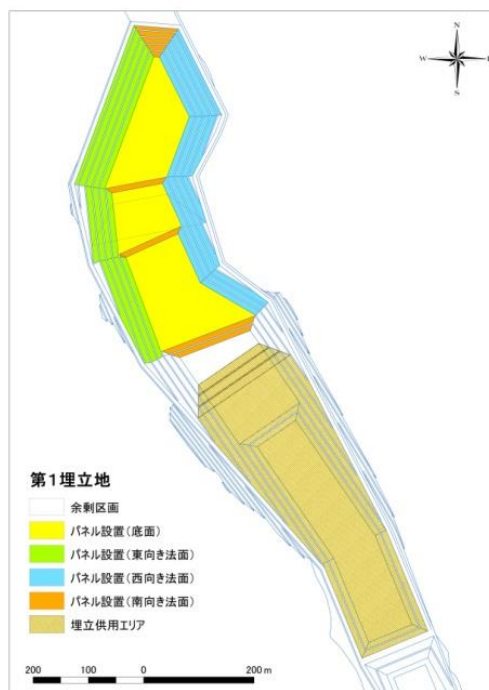 N
W
S
第1埋立地
余剰区画
パネル設置(底面)
パネル設置(東向き法面)
パネル設置(西向き法面)
パネル設置(南向き法面)
埋立供用エリア
200 100 0 200 m